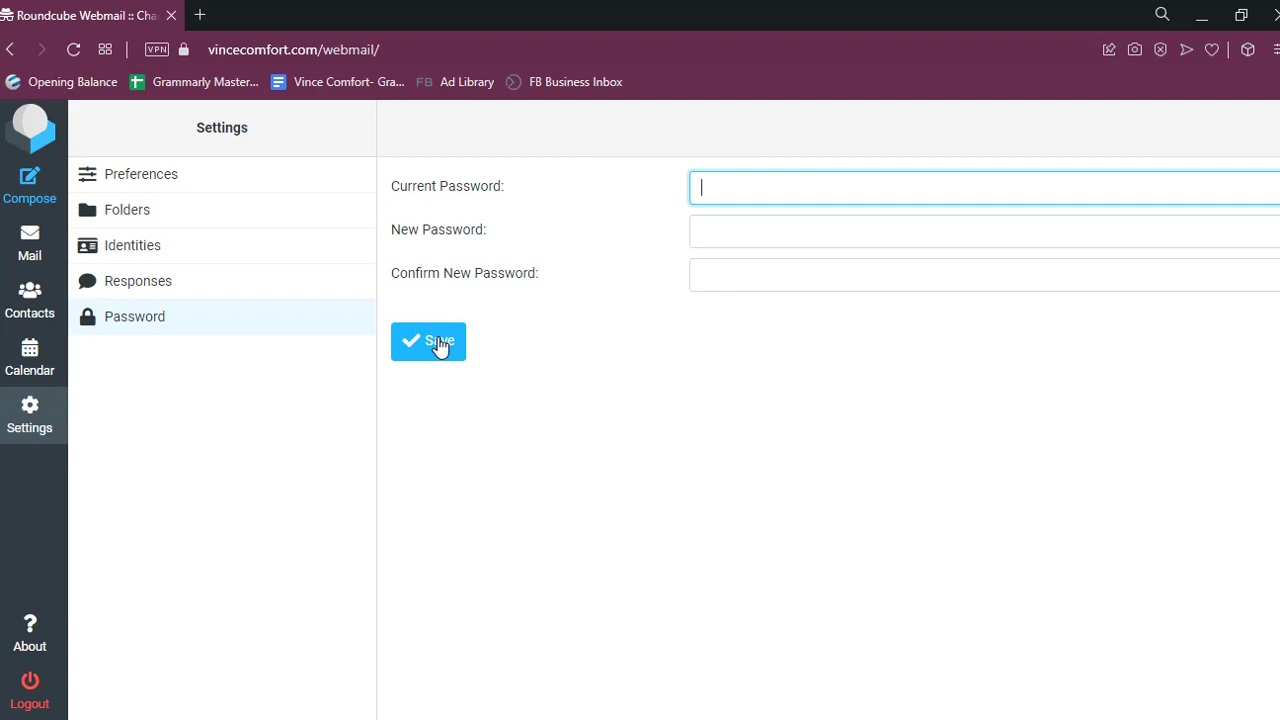 Roundcube Webmail :: Cha
VPN
vincecomfort.com/webmail/
Opening Balance
Grammarly Master...
Vince Comfort- Gra...
FB Ad Library
FB Business Inbox
Settings
Compose
Mail
Contacts
Calendar
Settings
About
Logout
Preferences
Folders
Identities
Responses
Password
Current Password:
New Password:
Confirm New Password:
Save